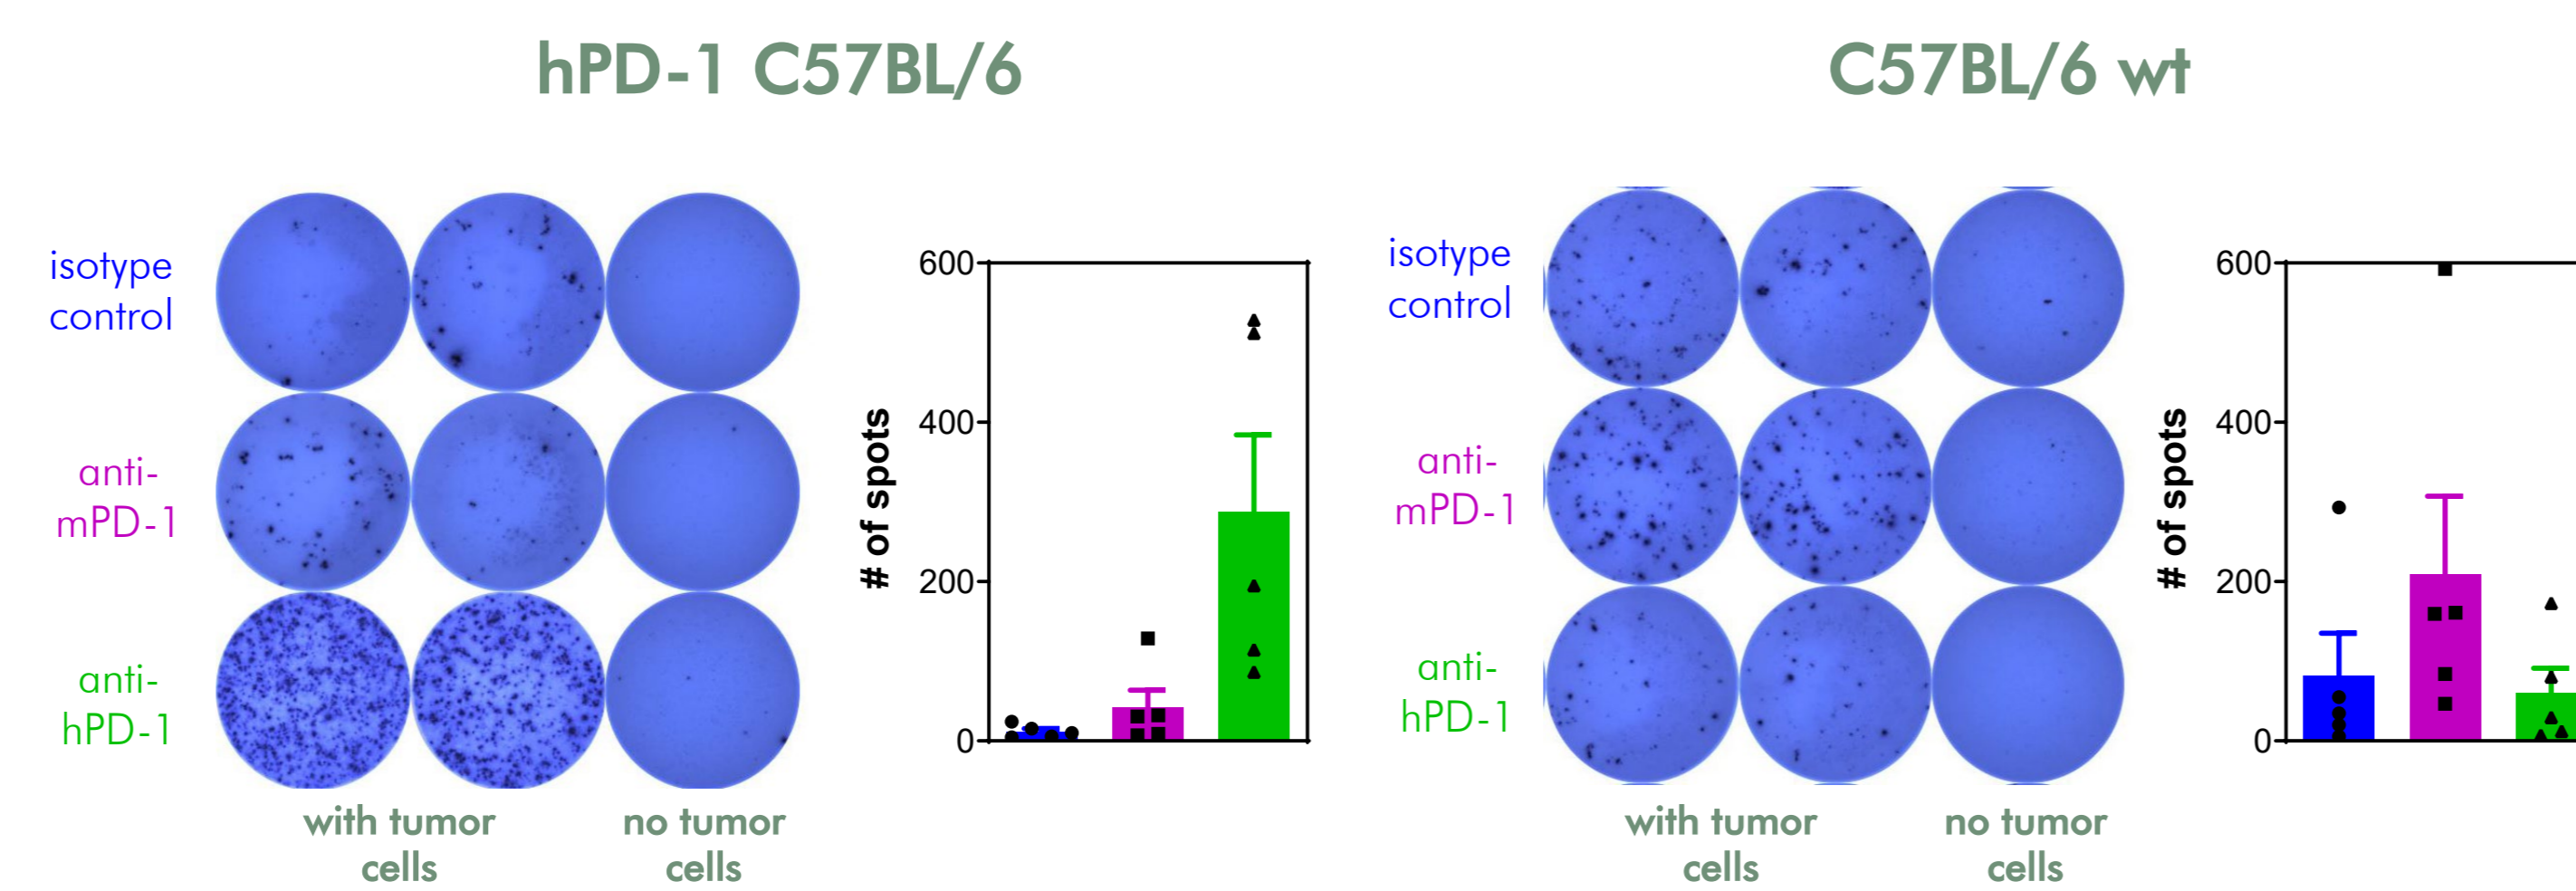 hPD-1 C57BL/6
isotype
control
anti-
mPD-1
anti-
hPD-1
with tumor
cells
no tumor
cells
# of spots
600
400
200
0
C57BL/6 wt
isotype
control
anti-
mPD-1
anti-
hPD-1
with tumor
cells
no tumor
cells
# of spots
600
400
200
0